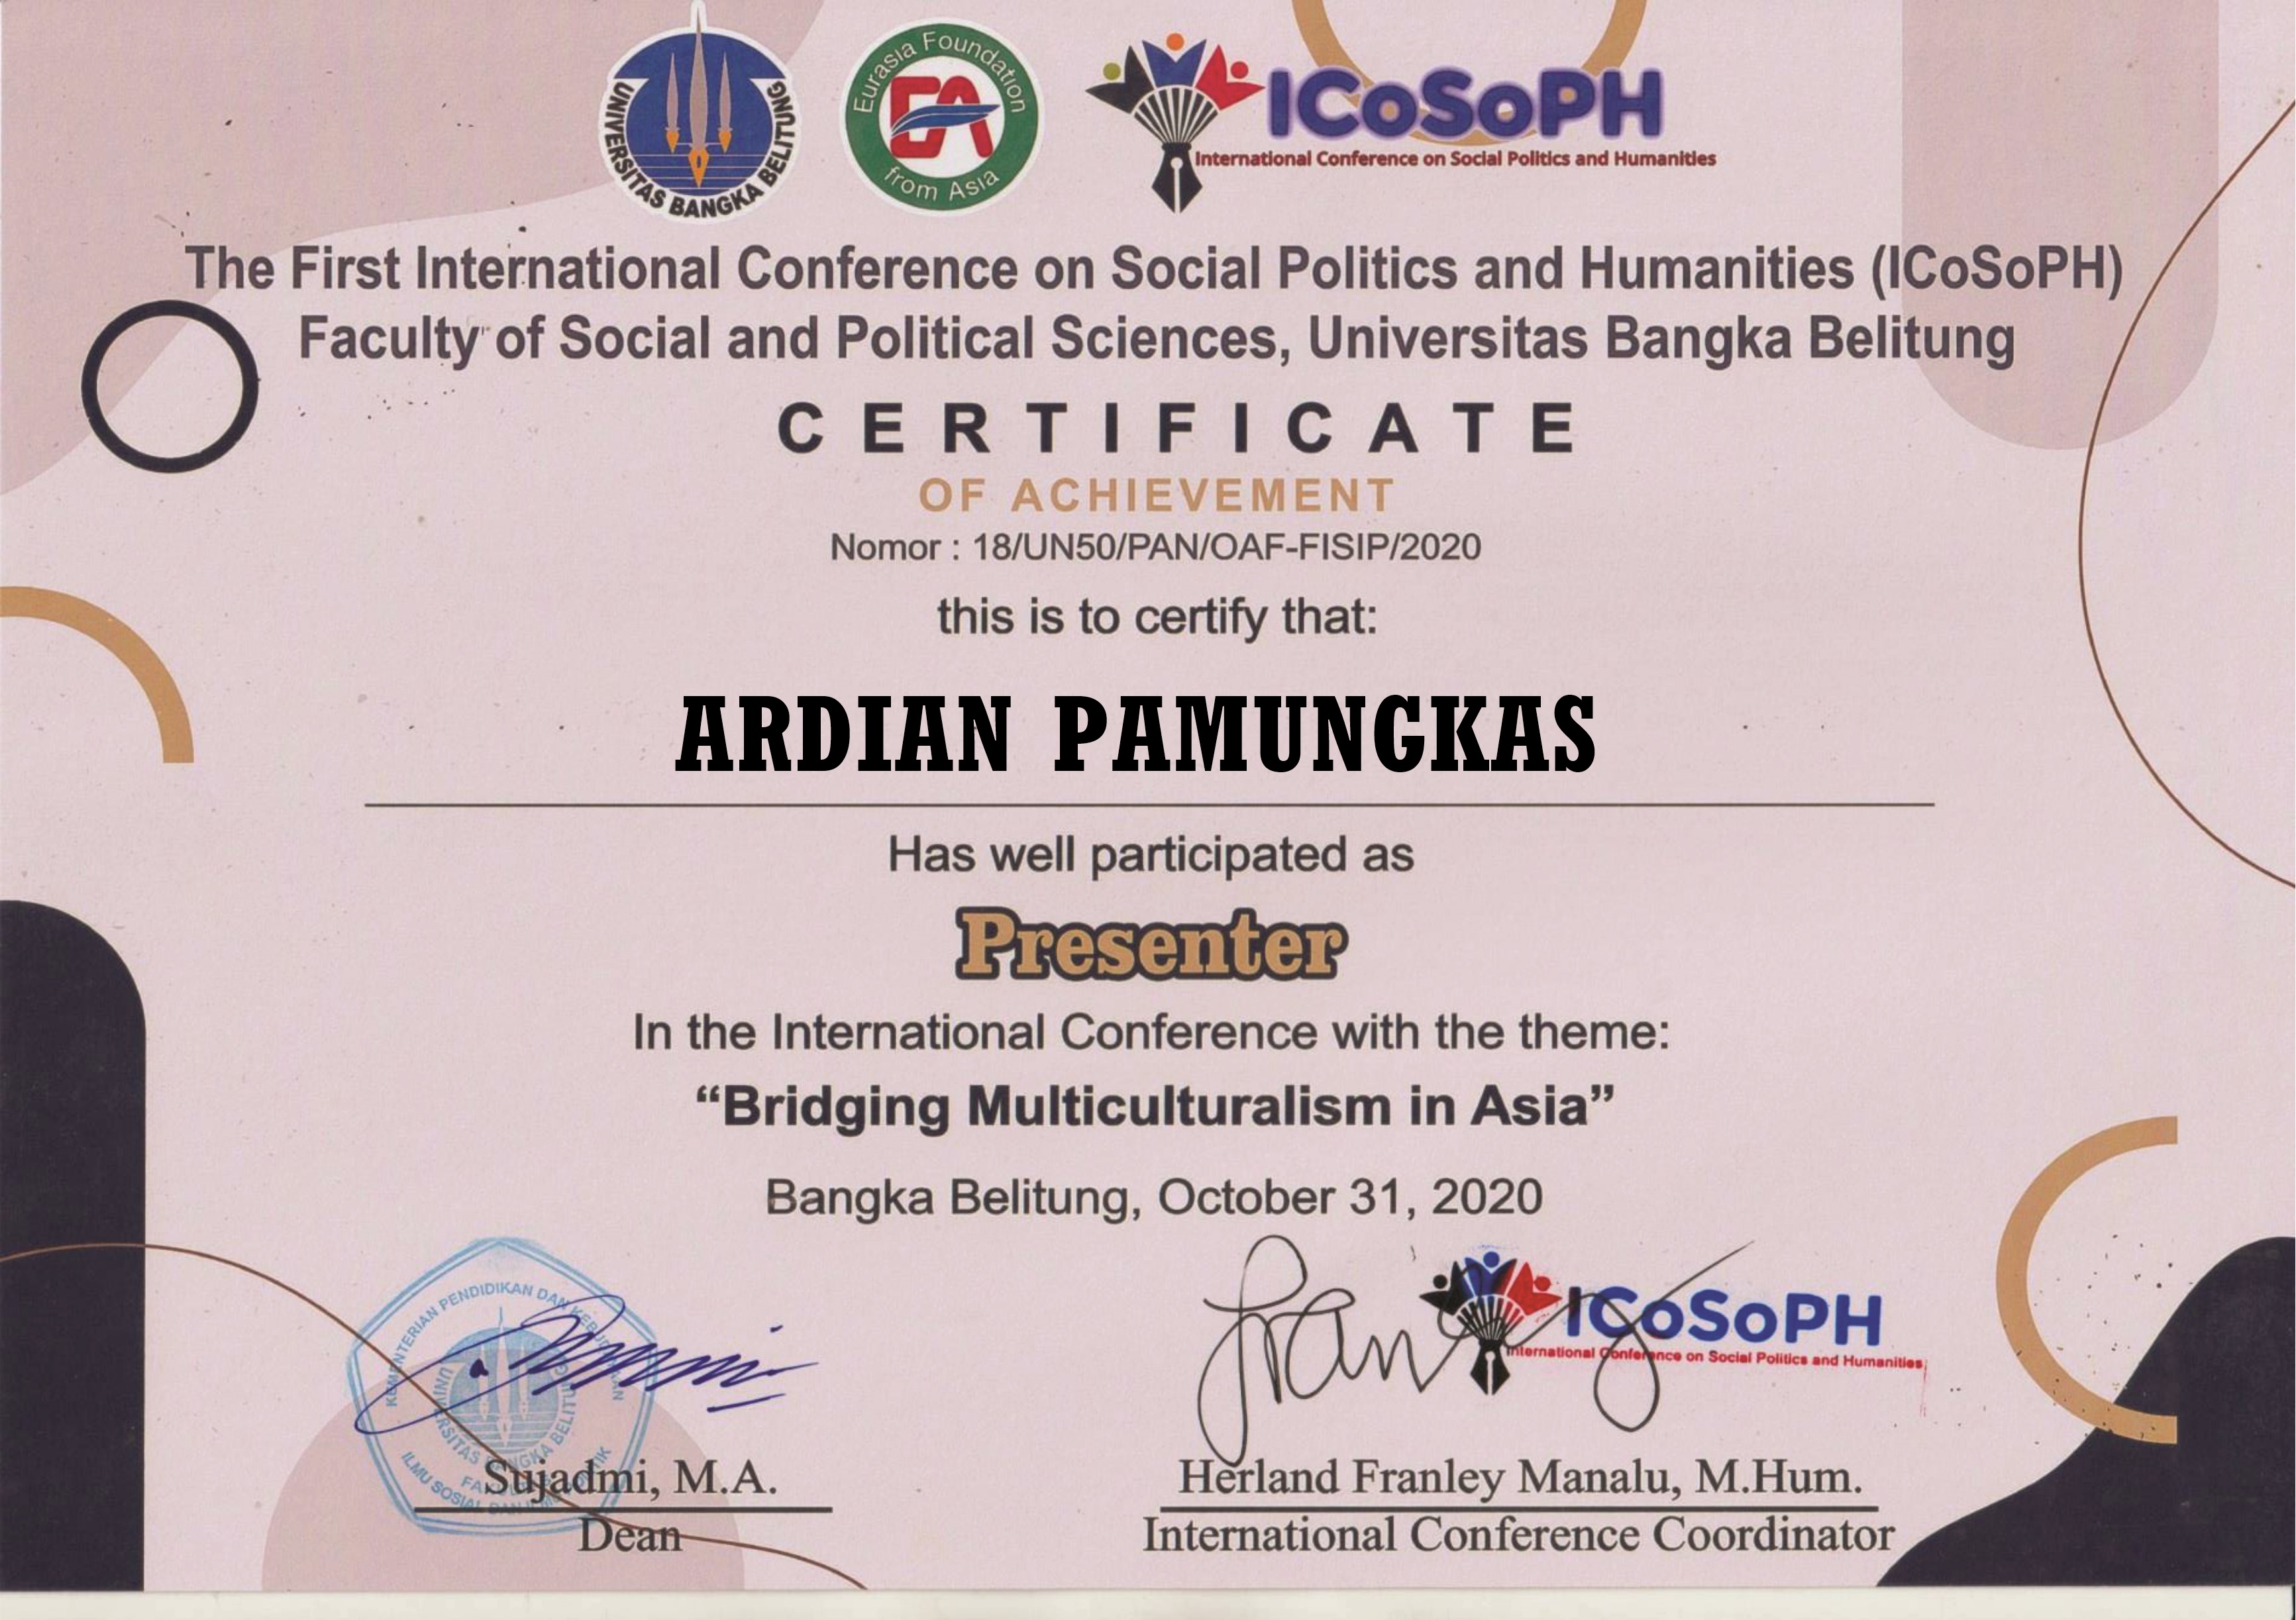 UNIVERSITAS BANGKA BELITUNG
Eurasia Foundation
EA
from Asia
ICoSoPH
International Conference on Social Politics and Humanities
The First International Conference on Social Politics and Humanities (ICoSoPH)
Faculty of Social and Political Sciences, Universitas Bangka Belitung
CERTIFICATE
OF ACHIEVEMENT
Nomor : 18/UN50/PAN/OAF-FISIP/2020
this is to certify that:
ARDIAN PAMUNGKAS
Has well participated as
Presenter
In the International Conference with the theme:
“Bridging Multiculturalism in Asia”
Bangka Belitung, October 31, 2020
KEMENTERIAN PENDIDIKAN DAN KEBUDAYAAN
UNIVERSITAS BANGKA BELITUNG
ILMU SOSIAL DAN ILMU POLITIK
Fran
ICoSoPH
International Conference on Social Politics and Humanities
Sujadmi, M.A.
Dean
Herland Franley Manalu, M.Hum.
International Conference Coordinator